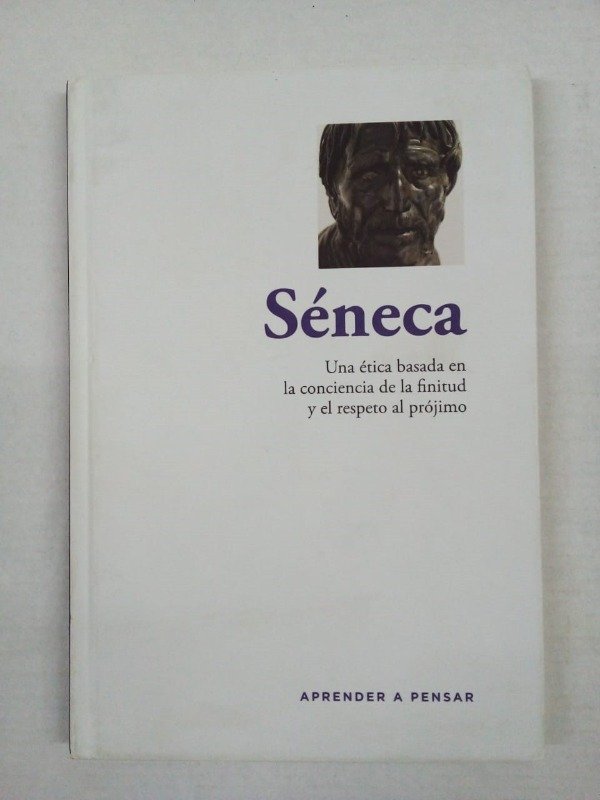 Séneca
Una ética basada en
la conciencia de la finitud
y el respeto al prójimo
APRENDER A PENSAR